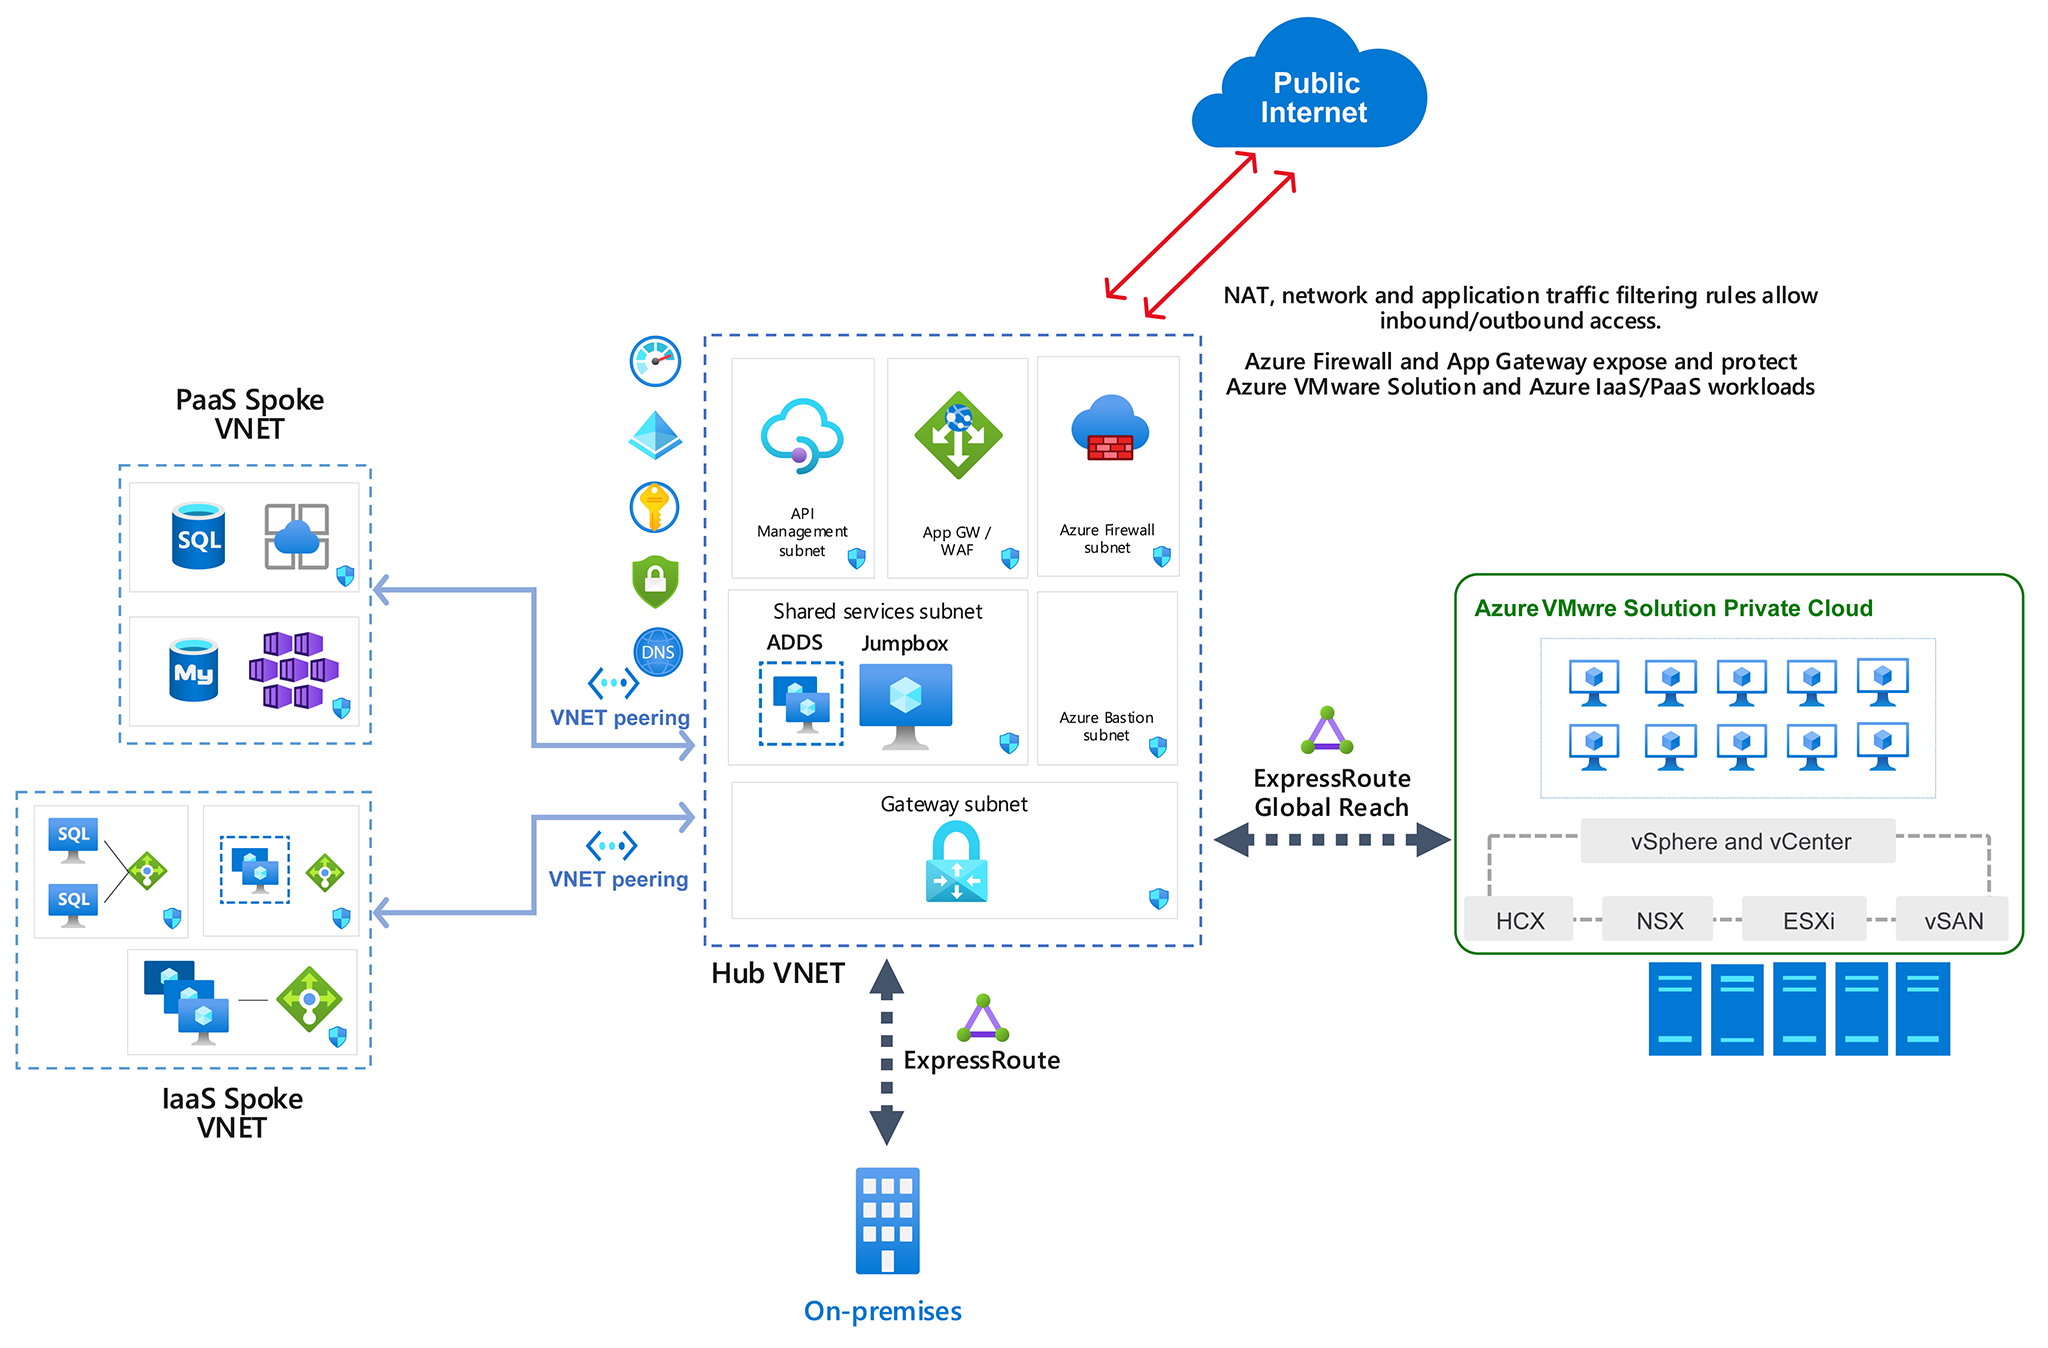 Public
Internet
NAT, network and application traffic filtering rules allow
inbound/outbound access.
Azure Firewall and App Gateway expose and protect
Azure VMware Solution and Azure IaaS/PaaS workloads
PaaS Spoke
VNET
SQL
My
API
Management
subnet
App GW /
WAF
Azure Firewall
subnet
Shared services subnet
ADDS
Jumpbox
DNS
VNET peering
Azure Bastion
subnet
Gateway subnet
VNET peering
Hub VNET
SQL
SQL
IaaS Spoke
VNET
ExpressRoute
Global Reach
Azure VMwre Solution Private Cloud
vSphere and vCenter
HCX
NSX
ESXi
vSAN
ExpressRoute
On-premises